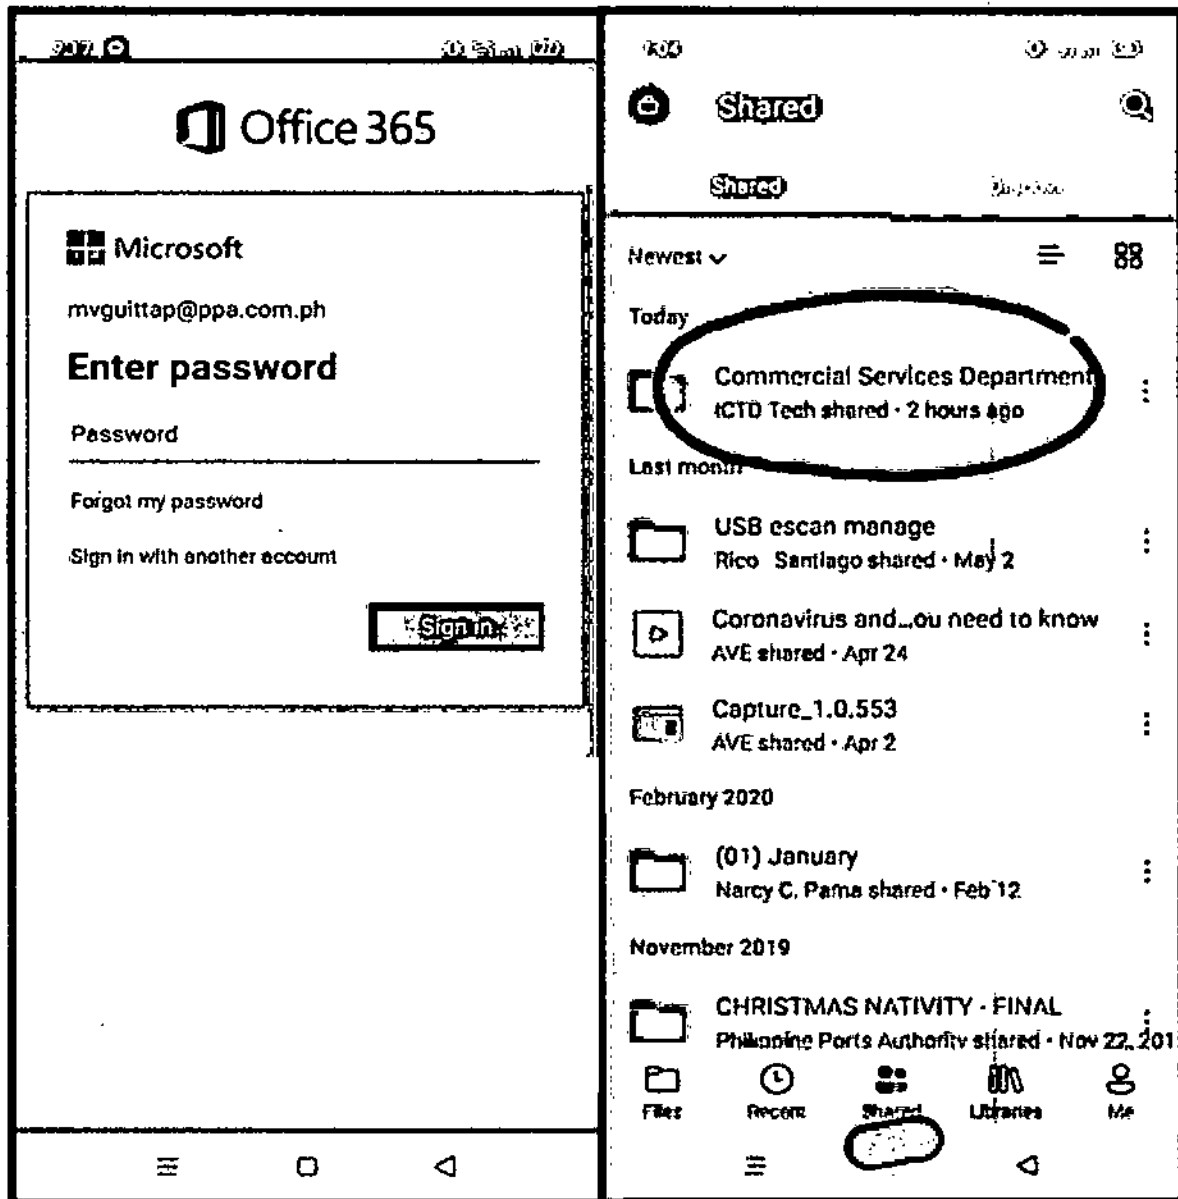 9:37
Office 365
Microsoft
mvguittap@ppa.com.ph
Enter password
Password
Forgot my password
Sign in with another account
Sign in
Shared
Shared
Newest
Today
Commercial Services Department
ICTD Tech shared · 2 hours ago
Last month
USB escan manage
Rico Santiago shared · May 2
Coronavirus and...ou need to know
AVE shared · Apr 24
Capture_1.0.553
AVE shared · Apr 2
February 2020
(01) January
Narcy C. Pama shared · Feb 12
November 2019
CHRISTMAS NATIVITY - FINAL
Philippine Ports Authority shared · Nov 22, 201
Files
Recent
Shared
Libraries
Me